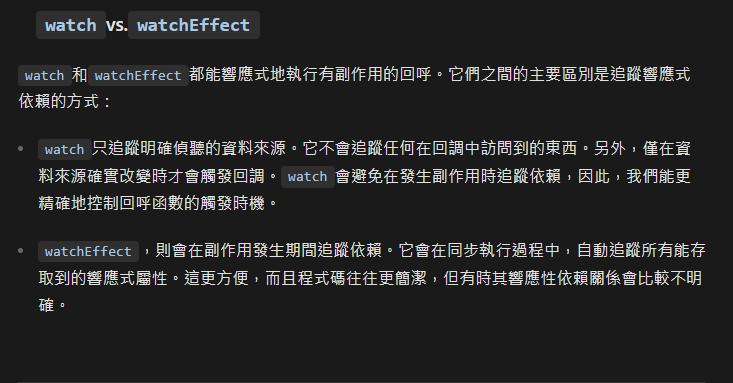 watch vs. watchEffect
watch 和 watchEffect 都能響應式地執行有副作用的回呼。它們之間的主要區別是追蹤響應式
依賴的方式：
watch 只追蹤明確偵聽的資料來源。它不會追蹤任何在回調中訪問到的東西。另外，僅在資
料來源確實改變時才會觸發回調。 watch 會避免在發生副作用時追蹤依賴，因此，我們能更
精確地控制回呼函數的觸發時機。
watchEffect ，則會在副作用發生期間追蹤依賴。它會在同步執行過程中，自動追蹤所有能存
取到的響應式屬性。這更方便，而且程式碼往往更簡潔，但有時其響應性依賴關係會比較不明
確。